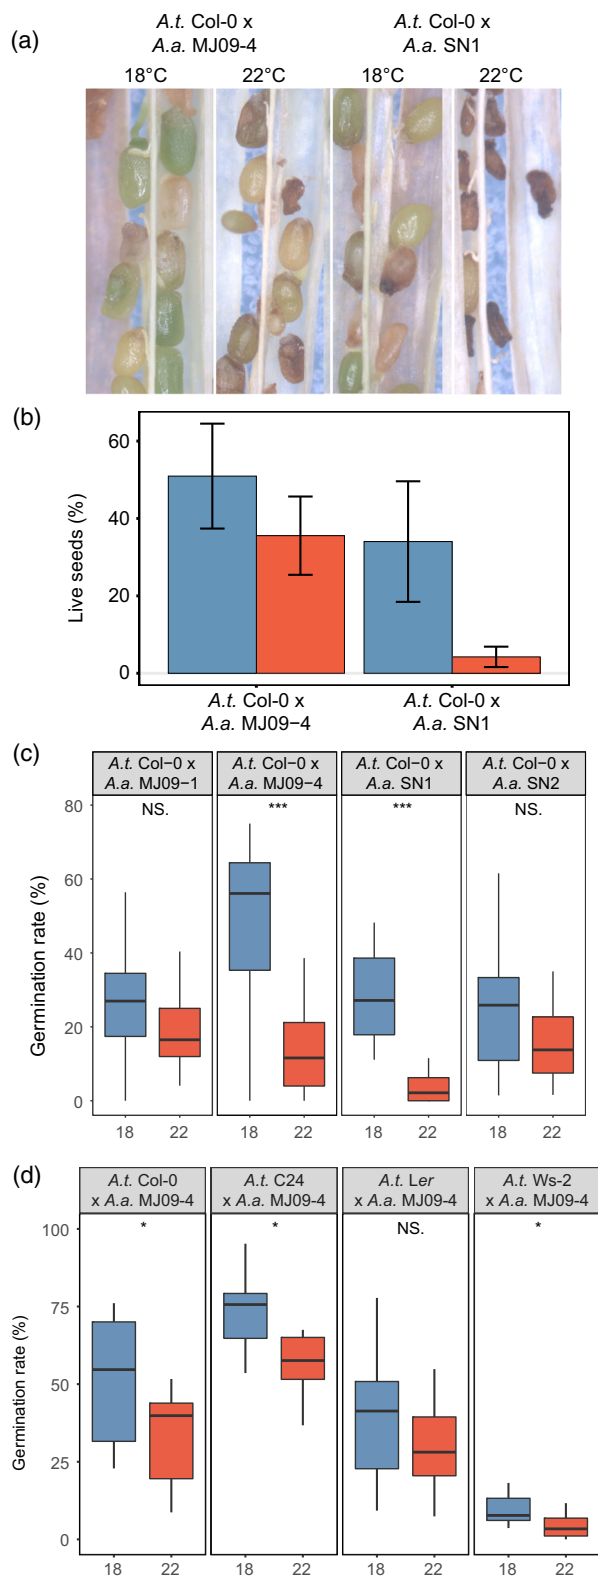 (a)
A.t. Col-0 x
A.a. MJ09-4
A.t. Col-0 x
A.a. SN1
18°C
22°C
18°C
22°C
(b)
Live seeds (%)
60
40
20
0
A.t. Col-0 x
A.a. MJ09−4
A.t. Col-0 x
A.a. SN1
(c)
A.t. Col−0 x
A.a. MJ09−1
A.t. Col−0 x
A.a. MJ09−4
A.t. Col−0 x
A.a. SN1
A.t. Col−0 x
A.a. SN2
NS.
***
***
NS.
Germination rate (%)
80
60
40
20
0
18
22
18
22
18
22
18
22
(d)
A.t. Col-0
x A.a. MJ09-4
A.t. C24
x A.a. MJ09-4
A.t. Ler
x A.a. MJ09-4
A.t. Ws-2
x A.a. MJ09-4
*
*
NS.
*
Germination rate (%)
100
75
50
25
0
18
22
18
22
18
22
18
22